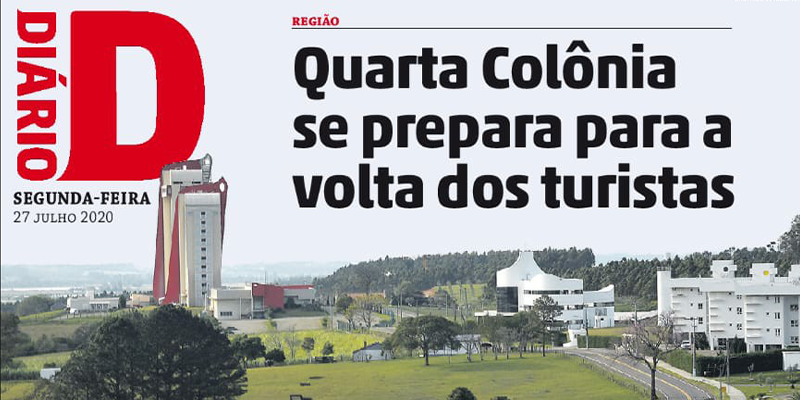 DIÁRIO
D
SEGUNDA-FEIRA
27 JULHO 2020
REGIÃO
Quarta Colônia
se prepara para a
volta dos turistas